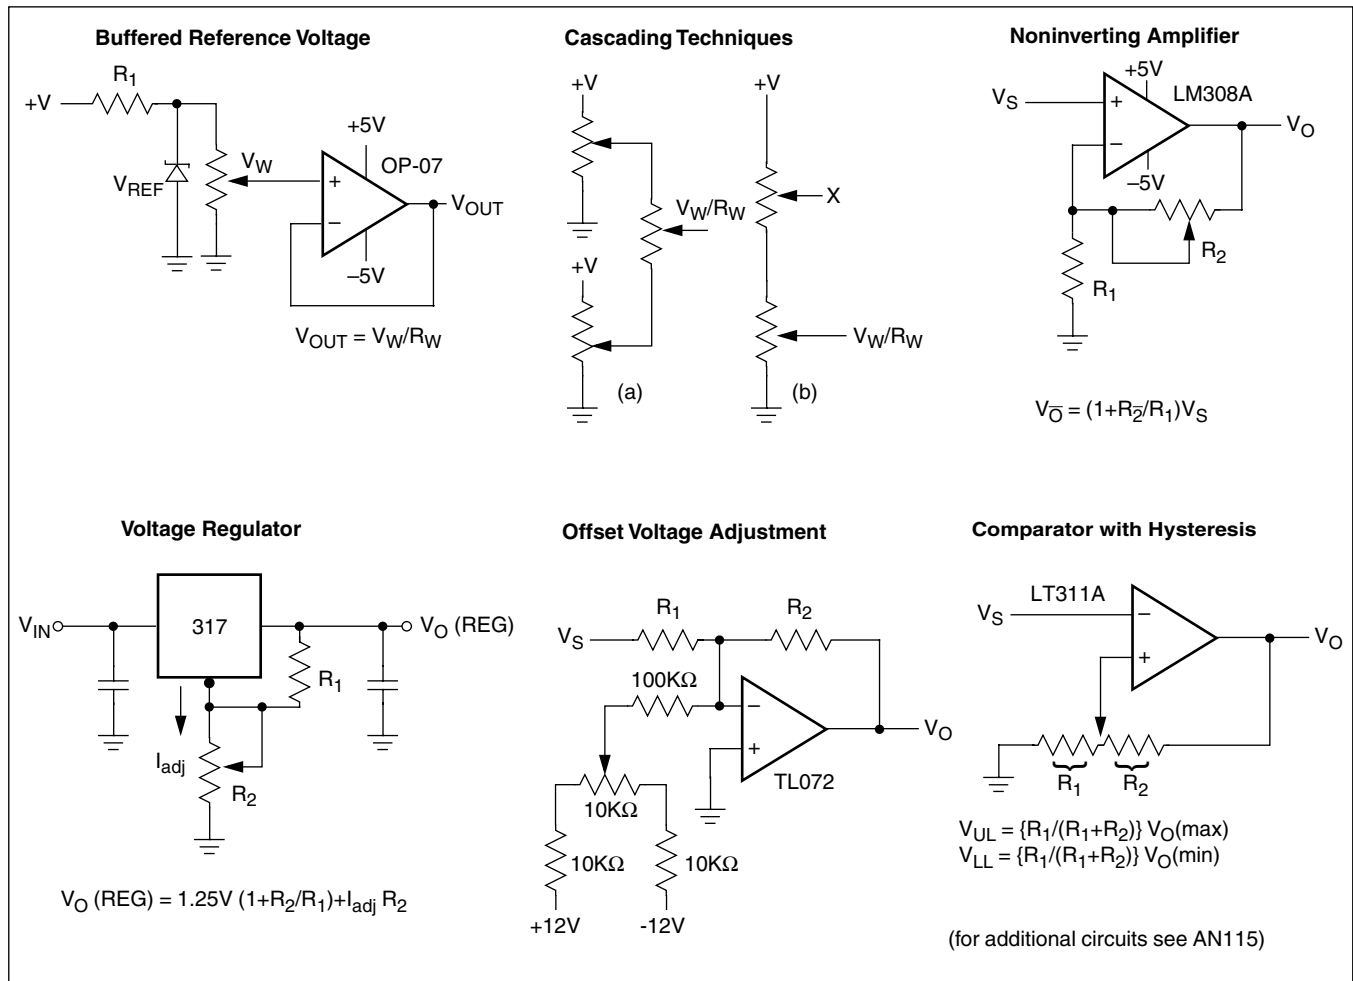 Buffered Reference Voltage
R1
+V
VREF
VW
+5V
OP-07
+
−
–5V
VOUT
VOUT = VW/RW
Cascading Techniques
+V
+V
VW/RW
X
+V
VW/RW
(a)
(b)
Noninverting Amplifier
+5V
LM308A
VS
+
−
VO
–5V
R2
R1
VO̅ = (1+R2̅/R1)VS
Voltage Regulator
VIN
317
VO (REG)
R1
Iadj
R2
VO (REG) = 1.25V (1+R2/R1)+Iadj R2
Offset Voltage Adjustment
R1
R2
VS
100KΩ
−
+
VO
TL072
10KΩ
10KΩ
10KΩ
+12V
-12V
Comparator with Hysteresis
LT311A
VS
−
+
VO
R1
R2
VUL = {R1/(R1+R2)} VO(max)
VLL = {R1/(R1+R2)} VO(min)
(for additional circuits see AN115)